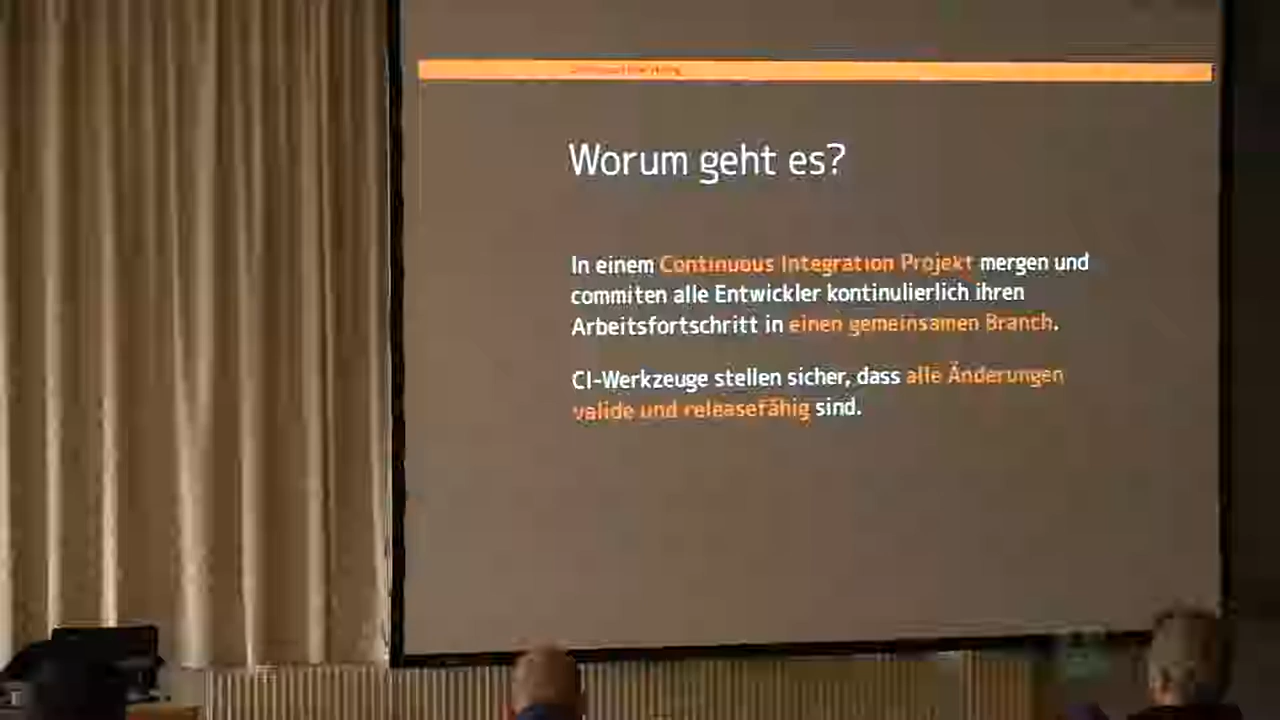 Worum geht es?
In einem Continuous Integration Projekt mergen und
commiten alle Entwickler kontinulierlich ihren
Arbeitsfortschritt in einen gemeinsamen Branch.
CI-Werkzeuge stellen sicher, dass alle Änderungen
valide und releasefähig sind.